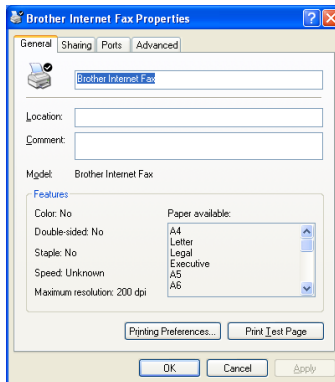 Brother Internet Fax Properties
General Sharing Ports Advanced
Brother Internet Fax
Location:
Comment:
Model: Brother Internet Fax
Features
Color: No
Double-sided: No
Staple: No
Speed: Unknown
Maximum resolution: 200 dpi
Paper available:
A4
Letter
Legal
Executive
A5
A6
Printing Preferences... Print Test Page
OK Cancel Apply